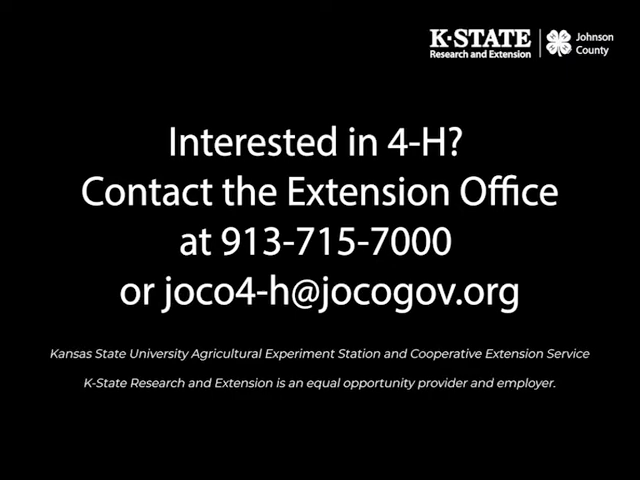 K-STATE
Research and Extension
Johnson
County
Interested in 4-H?
Contact the Extension Office
at 913-715-7000
or joco4-h@jocogov.org
Kansas State University Agricultural Experiment Station and Cooperative Extension Service
K-State Research and Extension is an equal opportunity provider and employer.